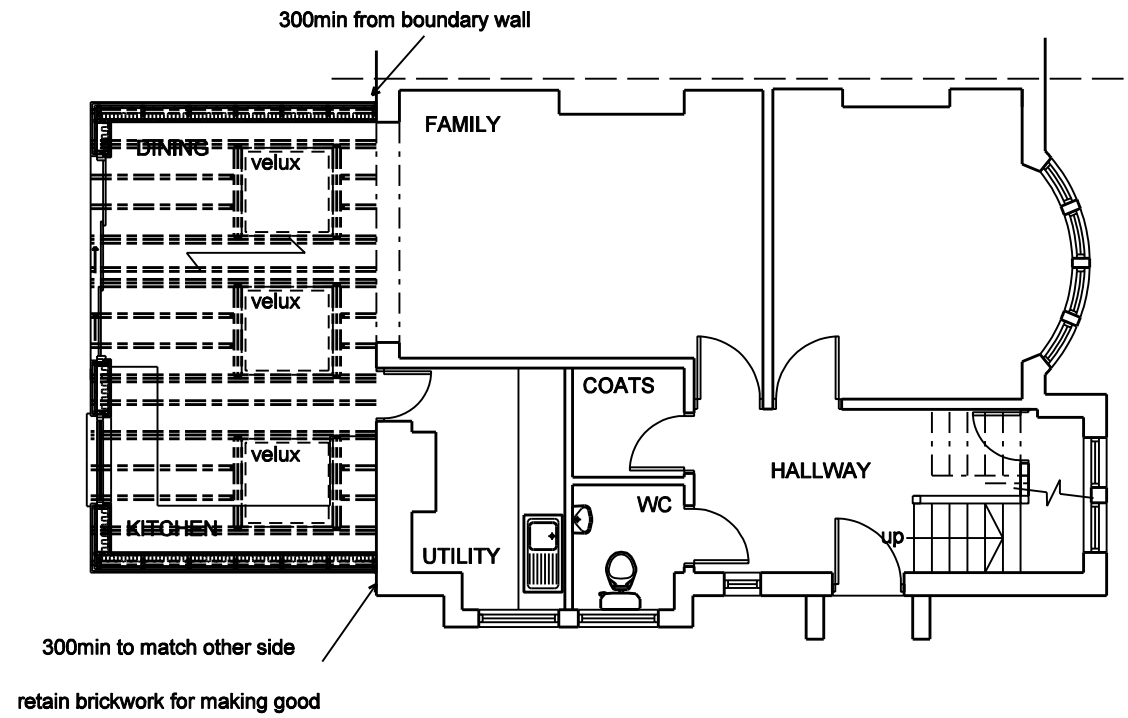 300min from boundary wall
FAMILY
DINING
velux
velux
COATS
velux
HALLWAY
WC
KITCHEN
up
UTILITY
300min to match other side
retain brickwork for making good